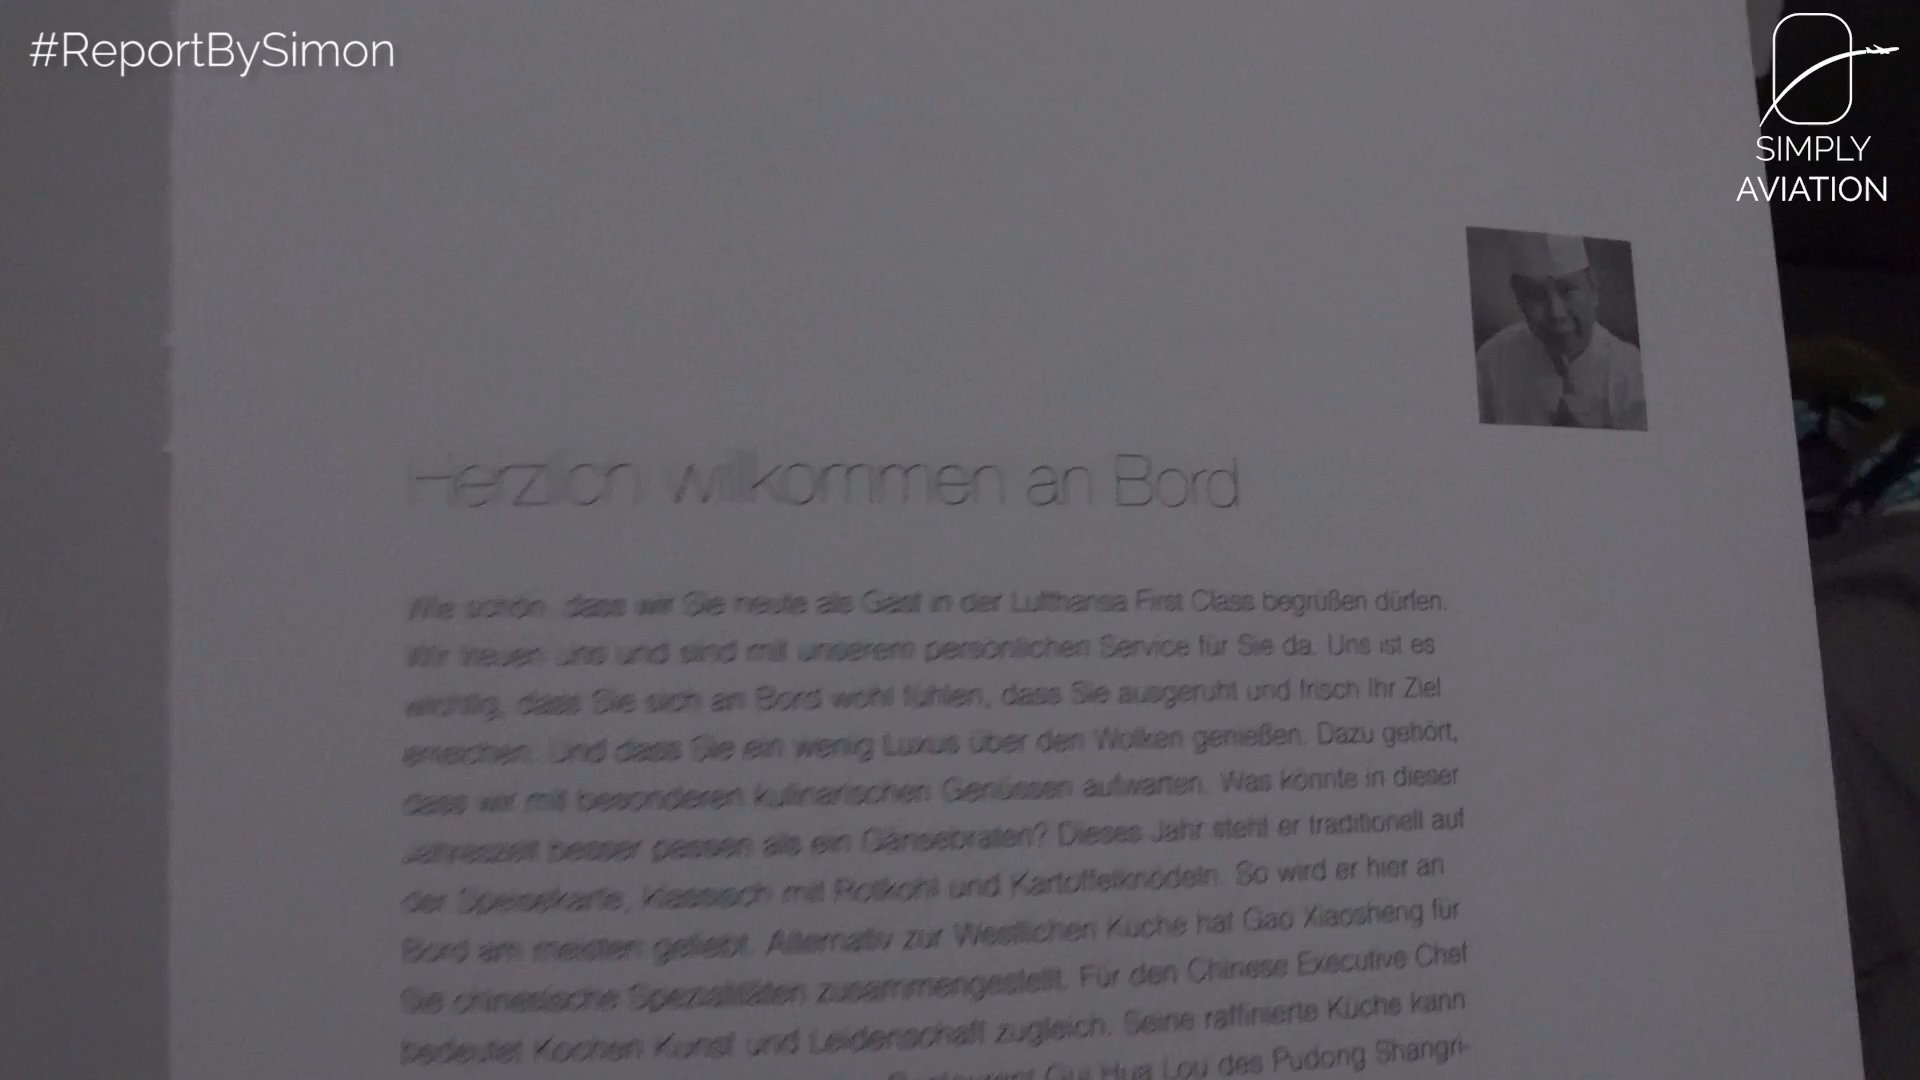 #ReportBySimon
SIMPLY
AVIATION
Herzlich willkommen an Bord
Wie schön, dass wir Sie heute als Gast in der Lufthansa First Class begrüßen dürfen.
Wir freuen uns und sind mit unserem persönlichen Service für Sie da. Uns ist es
wichtig, dass Sie sich an Bord wohl fühlen, dass Sie ausgeruht und frisch Ihr Ziel
erreichen. Und dass Sie ein wenig Luxus über den Wolken genießen. Dazu gehört,
dass wir mit besonderen kulinarischen Genüssen aufwarten. Was könnte in dieser
Jahreszeit besser passen als ein Gänsebraten? Dieses Jahr steht er traditionell auf
der Speisekarte, klassisch mit Rotkohl und Kartoffelknödeln. So wird er hier an
Bord am meisten geliebt. Alternativ zur Westlichen Küche hat Gao Xiaosheng für
Sie chinesische Spezialitäten zusammengestellt. Für den Chinese Executive Chef
bedeutet Kochen Kunst und Leidenschaft zugleich. Seine raffinierte Küche kann
Restaurant Gui Hua Lou des Pudong Shangri-